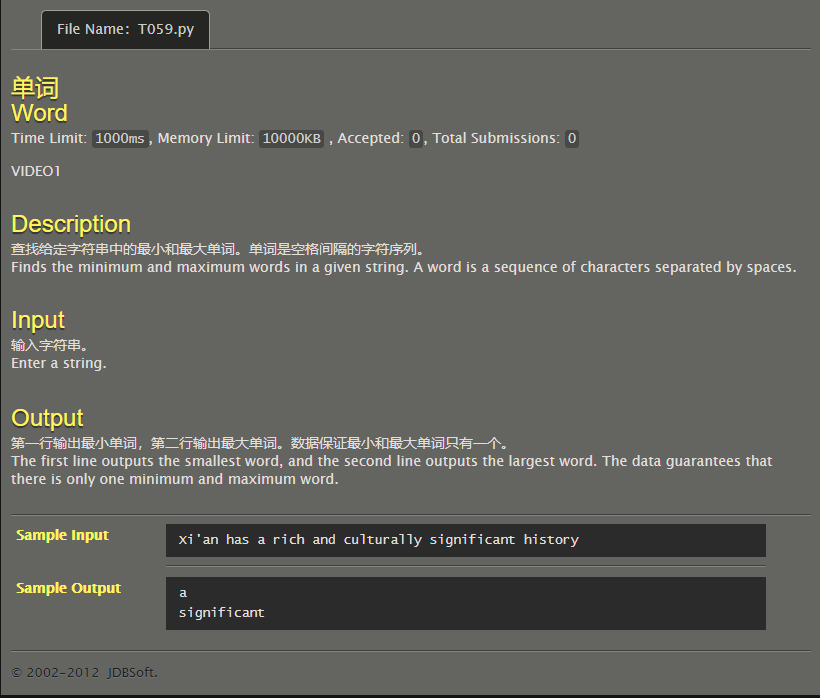 File Name: T059.py
单词
Word
Time Limit: 1000ms, Memory Limit: 10000KB , Accepted: 0, Total Submissions: 0
VIDEO1
Description
查找给定字符串中的最小和最大单词。单词是空格间隔的字符序列。
Finds the minimum and maximum words in a given string. A word is a sequence of characters separated by spaces.
Input
输入字符串。
Enter a string.
Output
第一行输出最小单词，第二行输出最大单词。数据保证最小和最大单词只有一个。
The first line outputs the smallest word, and the second line outputs the largest word. The data guarantees that
there is only one minimum and maximum word.
Sample Input
Xi'an has a rich and culturally significant history
Sample Output
a
significant
© 2002-2012 JDBSoft.